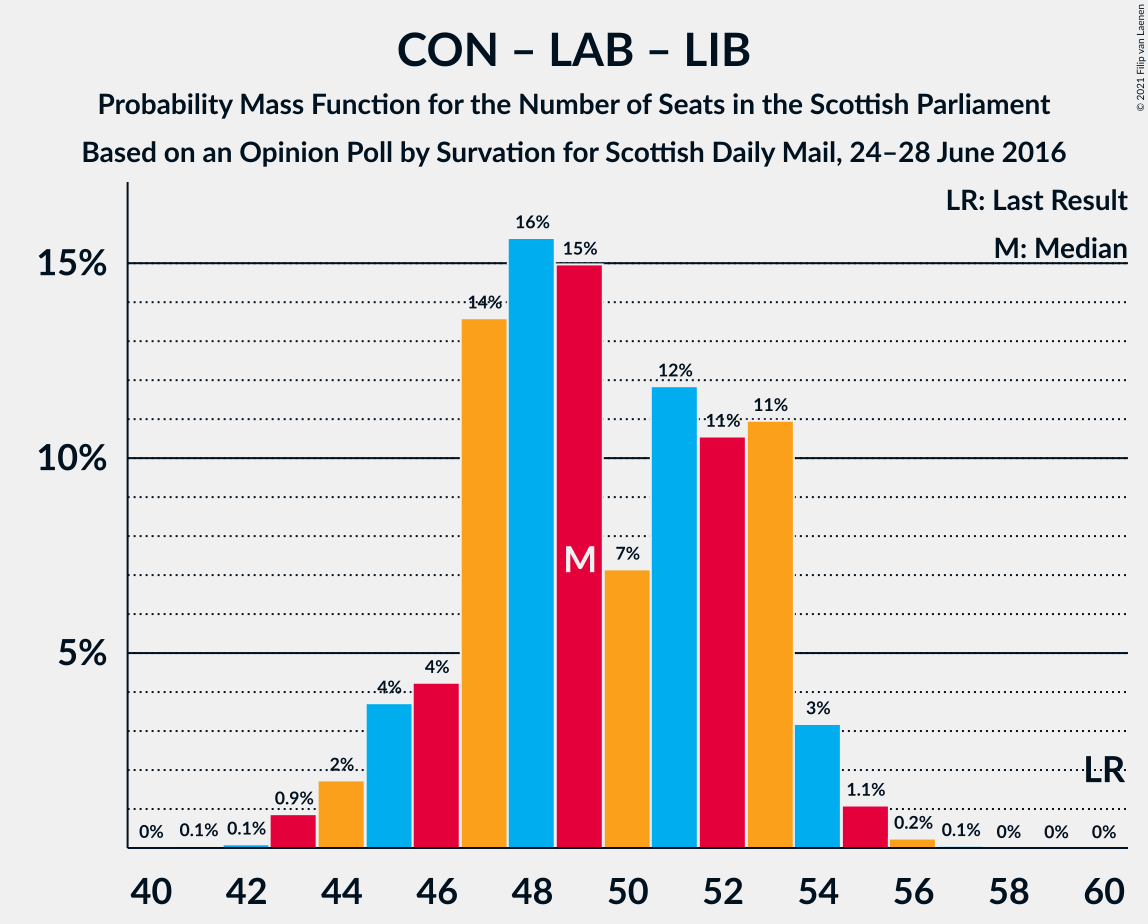 CON – LAB – LIB
Probability Mass Function for the Number of Seats in the Scottish Parliament
Based on an Opinion Poll by Survation for Scottish Daily Mail, 24–28 June 2016
© 2021 Filip van Laenen
LR: Last Result
M: Median
15%
10%
5%
0%
0.1%
0.1%
0.9%
2%
4%
4%
14%
16%
15%
7%
12%
11%
11%
3%
1.1%
0.2%
0.1%
0%
0%
0%
M
LR
40 42 44 46 48 50 52 54 56 58 60